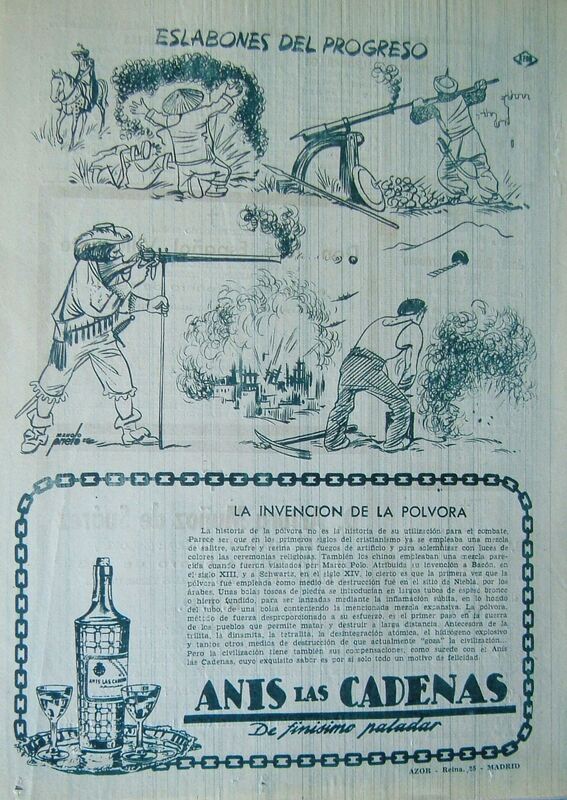 ESLABONES DEL PROGRESO
LA INVENCION DE LA POLVORA
La historia de la pólvora no es la historia de su utilización para el combate.
Parece ser que en los primeros siglos del cristianismo ya se empleaba una mezcla
de salitre, azufre y resina para fuegos de artificio y para solemnizar con luces de
colores las ceremonias religiosas. También los chinos empleaban una mezcla pare-
cida cuando fueron visitados por Marco Polo. Atribuida su invención a Bacón, en
el siglo XIII, y a Schwartz, en el siglo XIV, lo cierto es que la primera vez que la
pólvora fué empleada como medio de destrucción fué en el sitio de Niebla, por los
árabes. Unas bolas toscas de piedra se introducían en largos tubos de espeso bronce
o hierro fundido, para ser lanzadas mediante la inflamación súbita, en lo hondo
del tubo, de una bolsa conteniendo la mencionada mezcla expansiva. La pólvora,
método de fuerza desproporcionado a su esfuerzo, es el primer paso en la guerra
de los pueblos que permite matar y destruir a larga distancia. Antecesora de la
trilita, la dinamita, la tetralita, la desintegración atómica, el hidrógeno explosivo
y tantos otros medios de destrucción de que actualmente "goza" la civilización...
Pero la civilización tiene también sus compensaciones, como sucede con el Anís
las Cadenas, cuyo exquisito sabor es por sí solo todo un motivo de felicidad.
ANIS LAS CADENAS
ANIS LAS CADENAS
De finísimo paladar
AZOR - Reina, 25 - MADRID